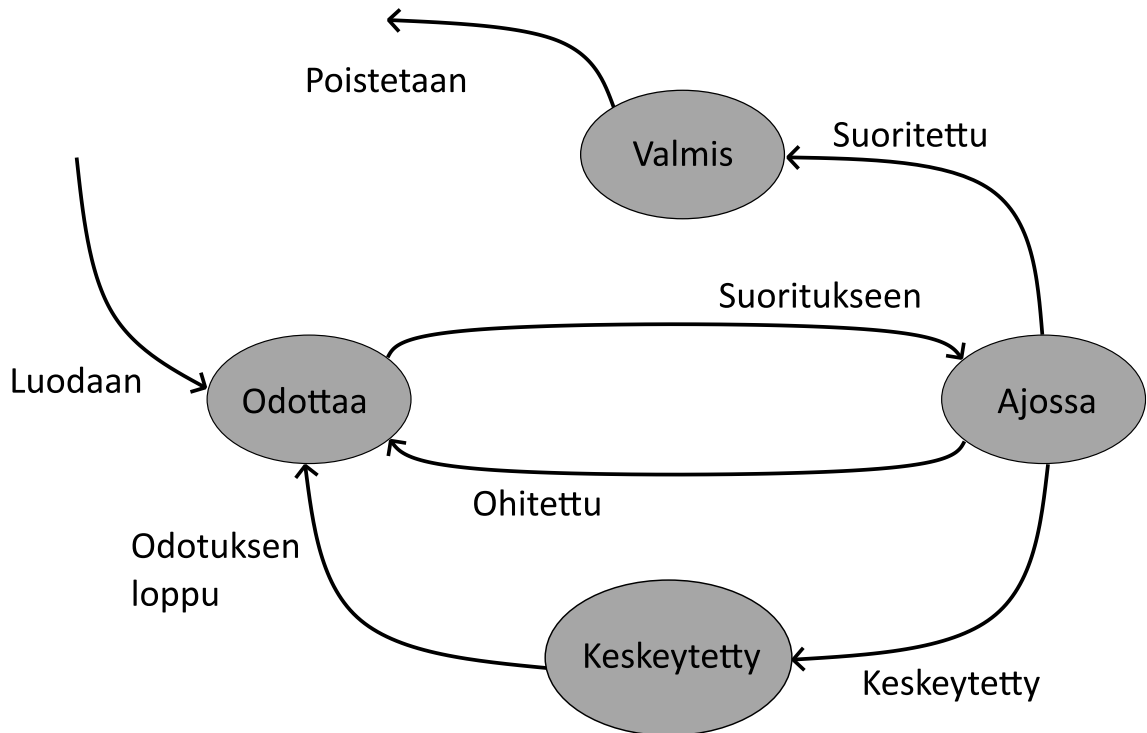 Poistetaan
Valmis
Suoritettu
Suoritukseen
Luodaan
Odottaa
Ajossa
Ohitettu
Odotuksen
loppu
Keskeytetty
Keskeytetty